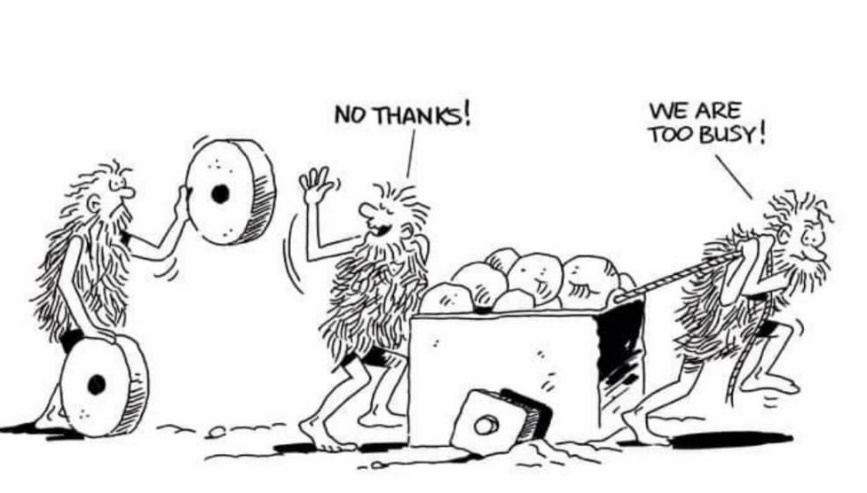 NO THANKS!
WE ARE
TOO BUSY!